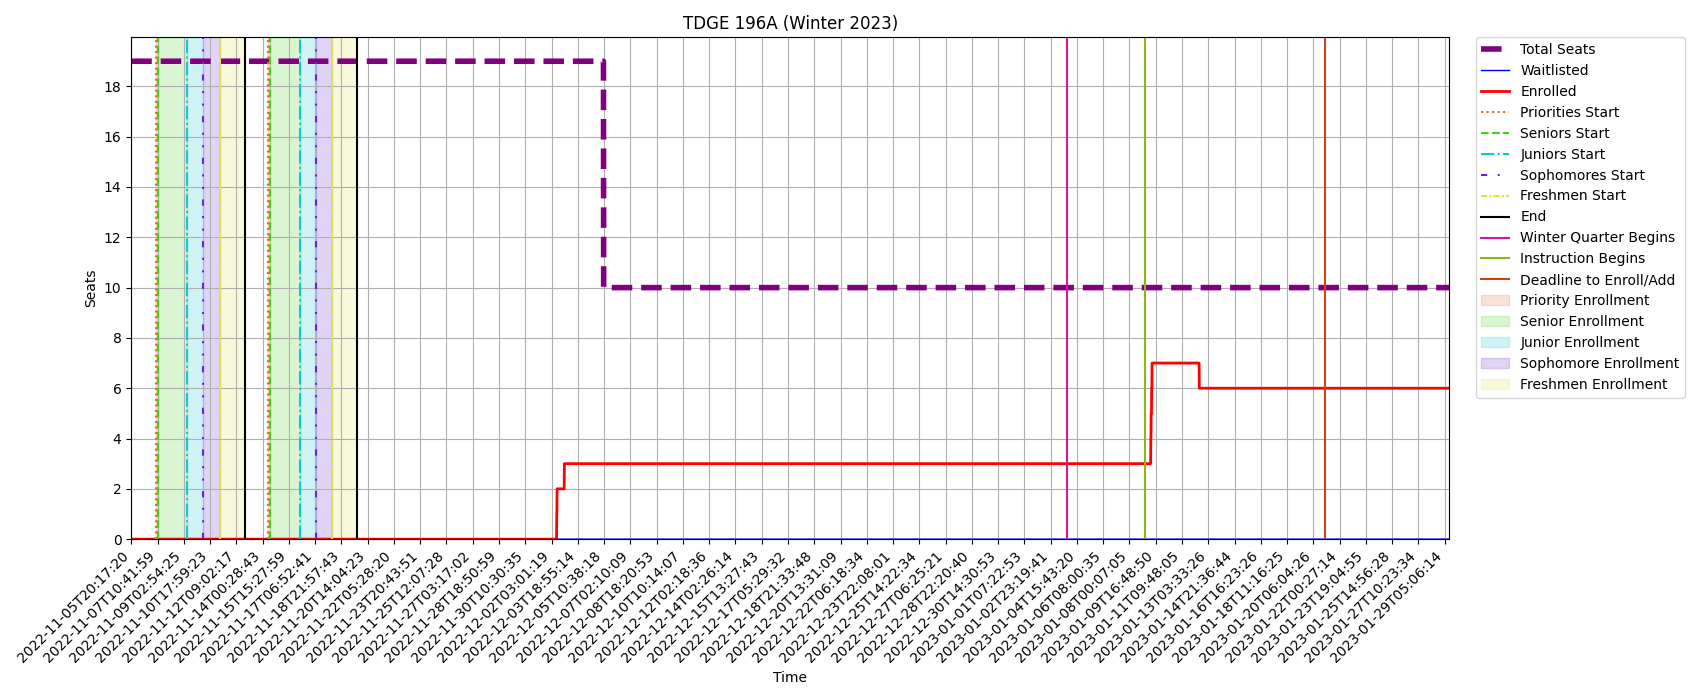 TDGE 196A (Winter 2023)
Seats
18
16
14
12
10
8
6
4
2
0
2022-11-05T20:17:20
2022-11-07T10:41:59
2022-11-09T02:54:25
2022-11-10T17:59:23
2022-11-12T09:02:17
2022-11-14T00:28:43
2022-11-15T15:27:59
2022-11-17T06:52:41
2022-11-18T21:57:43
2022-11-20T14:04:23
2022-11-22T05:28:20
2022-11-23T20:43:51
2022-11-25T12:07:28
2022-11-27T03:17:02
2022-11-28T18:50:59
2022-11-30T10:30:35
2022-12-02T03:01:19
2022-12-03T18:55:14
2022-12-05T10:38:18
2022-12-07T02:10:09
2022-12-08T18:20:53
2022-12-10T10:14:07
2022-12-12T02:18:36
2022-12-14T02:26:14
2022-12-15T13:27:43
2022-12-17T05:29:32
2022-12-18T21:33:48
2022-12-20T13:31:09
2022-12-22T06:18:34
2022-12-23T22:08:01
2022-12-25T14:22:34
2022-12-27T06:25:21
2022-12-28T22:20:40
2022-12-30T14:30:53
2023-01-01T07:22:53
2023-01-02T23:19:41
2023-01-04T15:43:20
2023-01-06T08:00:35
2023-01-08T00:07:05
2023-01-09T16:48:50
2023-01-11T09:48:05
2023-01-13T03:33:26
2023-01-14T21:36:44
2023-01-16T16:23:26
2023-01-18T11:16:25
2023-01-20T06:04:26
2023-01-22T00:27:14
2023-01-23T19:04:55
2023-01-25T14:56:28
2023-01-27T10:23:34
2023-01-29T05:06:14
Time
Total Seats
Waitlisted
Enrolled
Priorities Start
Seniors Start
Juniors Start
Sophomores Start
Freshmen Start
End
Winter Quarter Begins
Instruction Begins
Deadline to Enroll/Add
Priority Enrollment
Senior Enrollment
Junior Enrollment
Sophomore Enrollment
Freshmen Enrollment